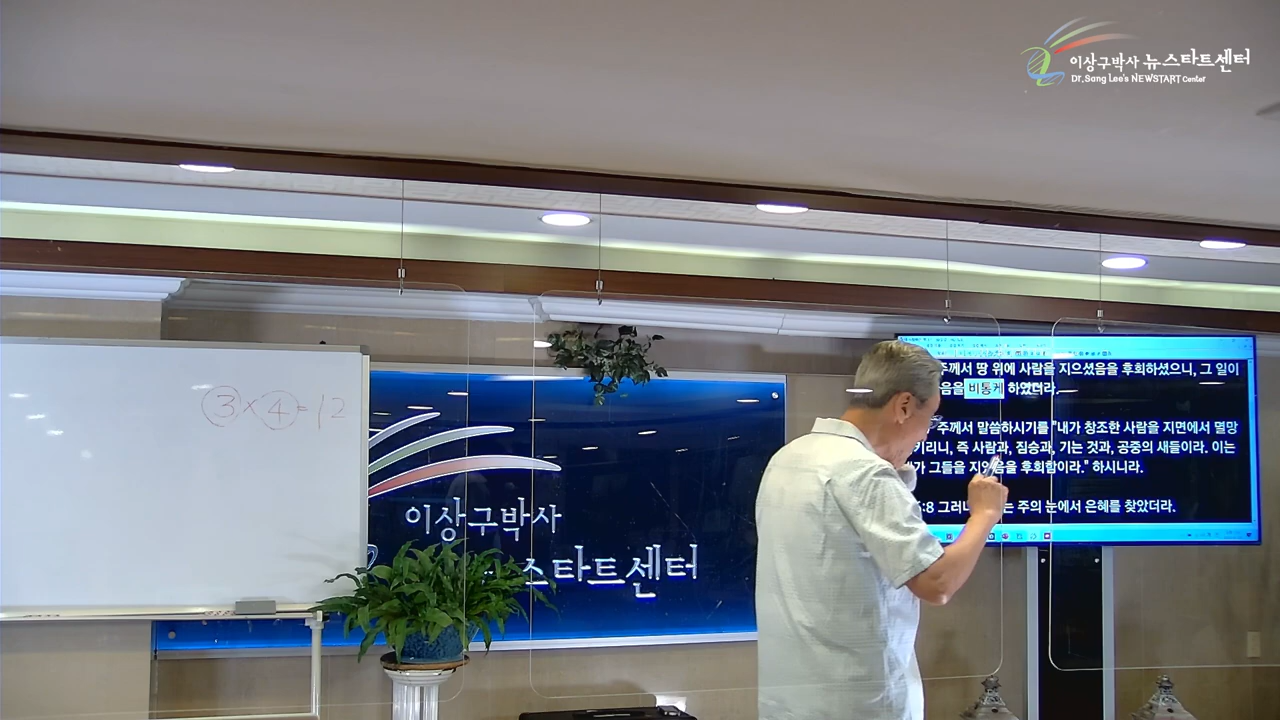 이상구박사 뉴스타트센터
Dr. Sang Lee's NEWSTART Center
3 × 4 = 12
이상구박사
스타트센터
주께서 땅 위에 사람을 지으셨음을 후회하셨으니, 그 일이
음을 비통케 하였더라.
주께서 말씀하시기를 "내가 창조한 사람을 지면에서 멸망
키리니, 즉 사람과, 짐승과, 기는 것과, 공중의 새들이라. 이는
가 그들을 지었음을 후회함이라." 하시니라.
:8 그러나 는 주의 눈에서 은혜를 찾았더라.